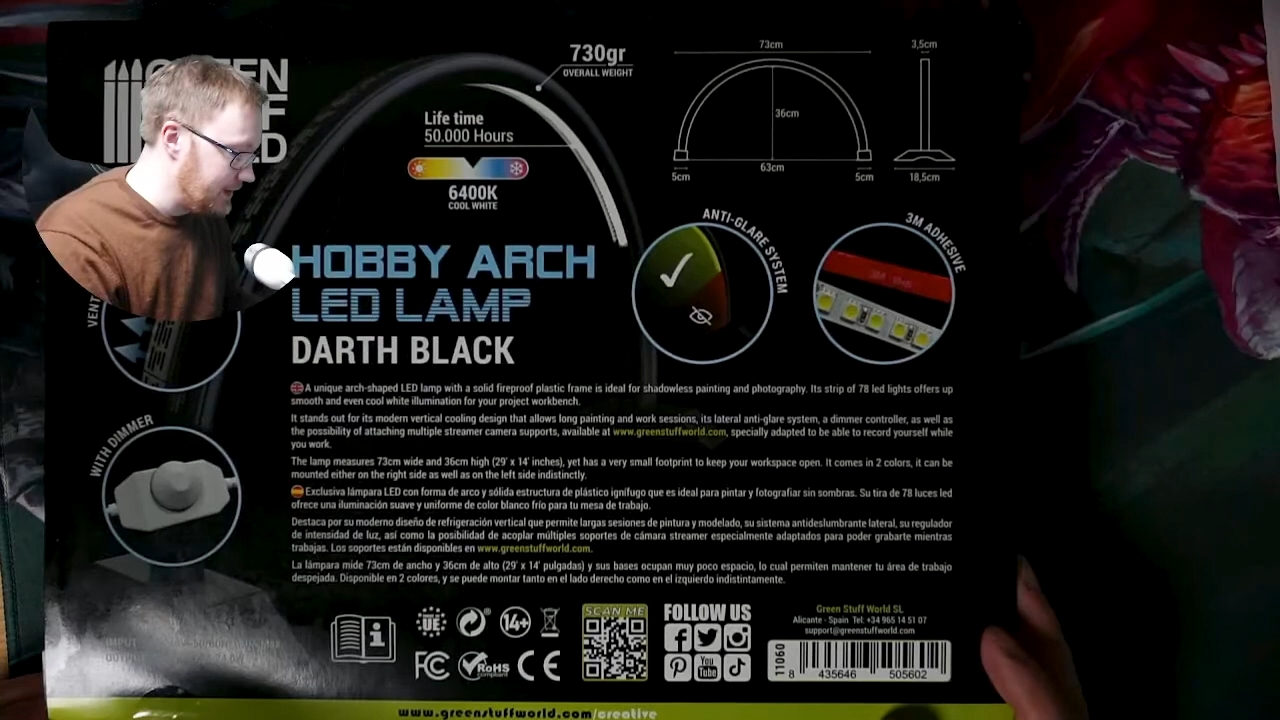 730gr
OVERALL WEIGHT
Life time
50.000 Hours
6400K
COOL WHITE
73cm
36cm
5cm
63cm
5cm
3,5cm
18,5cm
HOBBY ARCH
LED LAMP
DARTH BLACK
ANTI-GLARE SYSTEM
3M ADHESIVE
WITH DIMMER
A unique arch-shaped LED lamp with a solid fireproof plastic frame is ideal for shadowless painting and photography. Its strip of 78 led lights offers up
smooth and even cool white illumination for your project workbench.
It stands out for its modern vertical cooling design that allows long painting and work sessions, its lateral anti-glare system, a dimmer controller, as well as
the possibility of attaching multiple streamer camera supports, available at www.greenstuffworld.com, specially adapted to be able to record yourself while
you work.
The lamp measures 73cm wide and 36cm high (29' x 14' inches), yet has a very small footprint to keep your workspace open. It comes in 2 colors, it can be
mounted either on the right side as well as on the left side indistinctly.
Exclusiva lámpara LED con forma de arco y sólida estructura de plástico ignífugo que es ideal para pintar y fotografiar sin sombras. Su tira de 78 luces led
ofrece una iluminación suave y uniforme de color blanco frío para tu mesa de trabajo.
Destaca por su moderno diseño de refrigeración vertical que permite largas sesiones de pintura y modelado, su sistema antideslumbrante lateral, su regulador
de intensidad de luz, así como la posibilidad de acoplar múltiples soportes de cámara streamer especialmente adaptados para poder grabarte mientras
trabajas. Los soportes están disponibles en www.greenstuffworld.com.
La lámpara mide 73cm de ancho y 36cm de alto (29' x 14' pulgadas) y sus bases ocupan muy poco espacio, lo cual permiten mantener tu área de trabajo
despejada. Disponible en 2 colores, y se puede montar tanto en el lado derecho como en el izquierdo indistintamente.
UE
14+
FC
RoHS
compliant
CE
SCAN ME
FOLLOW US
You
Tube
Green Stuff World SL
Alicante - Spain Tel: +34 965 14 51 07
support@greenstuffworld.com
11060
8 435646 505602
www.greenstuffworld.com/creative